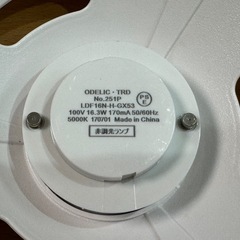 ODELIC・TRD
No.251P
LDF16N-H-GX53
100V 16.3W 170mA 50/60Hz
5000K 170701 Made in China
PS
E
非調光ランプ